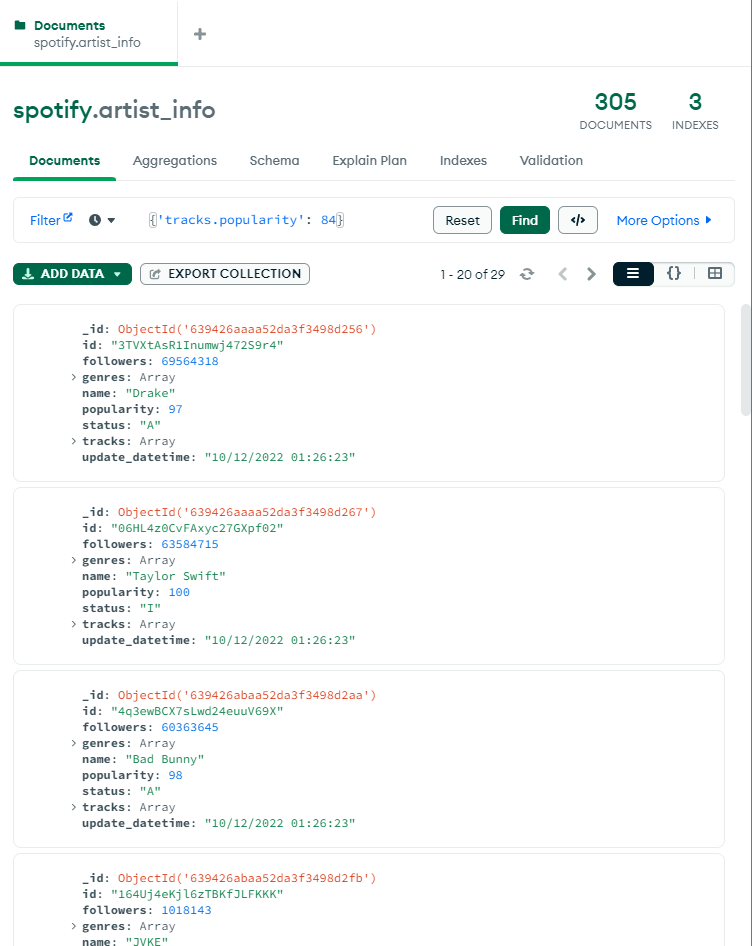 Documents
spotify.artist_info
spotify.artist_info
305
DOCUMENTS
3
INDEXES
Documents Aggregations Schema Explain Plan Indexes Validation
Filter {'tracks.popularity': 84} Reset Find </> More Options
ADD DATA EXPORT COLLECTION 1 - 20 of 29 {}
_id: ObjectId('639426aaaa52da3f3498d256')
id: "3TVXtAsR1Inumwj472S9r4"
followers: 69564318
genres: Array
name: "Drake"
popularity: 97
status: "A"
tracks: Array
update_datetime: "10/12/2022 01:26:23"
_id: ObjectId('639426abaa52da3f3498d267')
id: "06HL4z0CvFAxyc27GXpf02"
followers: 63584715
genres: Array
name: "Taylor Swift"
popularity: 100
status: "I"
tracks: Array
update_datetime: "10/12/2022 01:26:23"
_id: ObjectId('639426abaa52da3f3498d2aa')
id: "4q3ewBCX7sLwd24euuV69X"
followers: 60363645
genres: Array
name: "Bad Bunny"
popularity: 98
status: "A"
tracks: Array
update_datetime: "10/12/2022 01:26:23"
_id: ObjectId('639426abaa52da3f3498d2fb')
id: "164Uj4eKjl6zTBKfJLFKKK"
followers: 1018143
genres: Array
name: "JVKE"